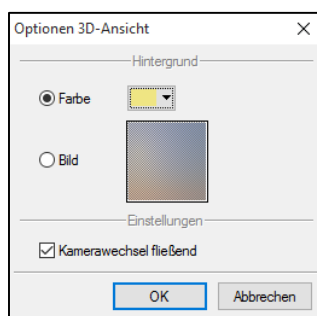 Optionen 3D-Ansicht
Hintergrund
Farbe
Bild
Einstellungen
Kamerawechsel fließend
OK
Abbrechen